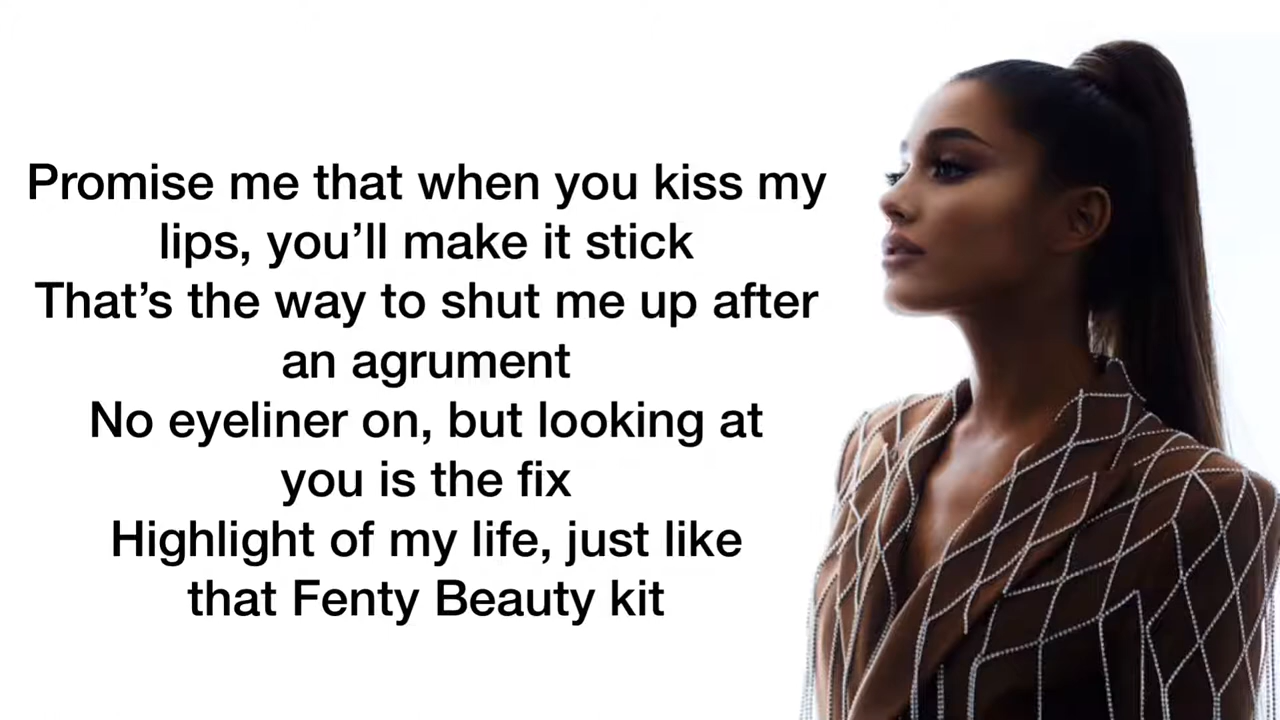 Promise me that when you kiss my
lips, you’ll make it stick
That’s the way to shut me up after
an agrument
No eyeliner on, but looking at
you is the fix
Highlight of my life, just like
that Fenty Beauty kit